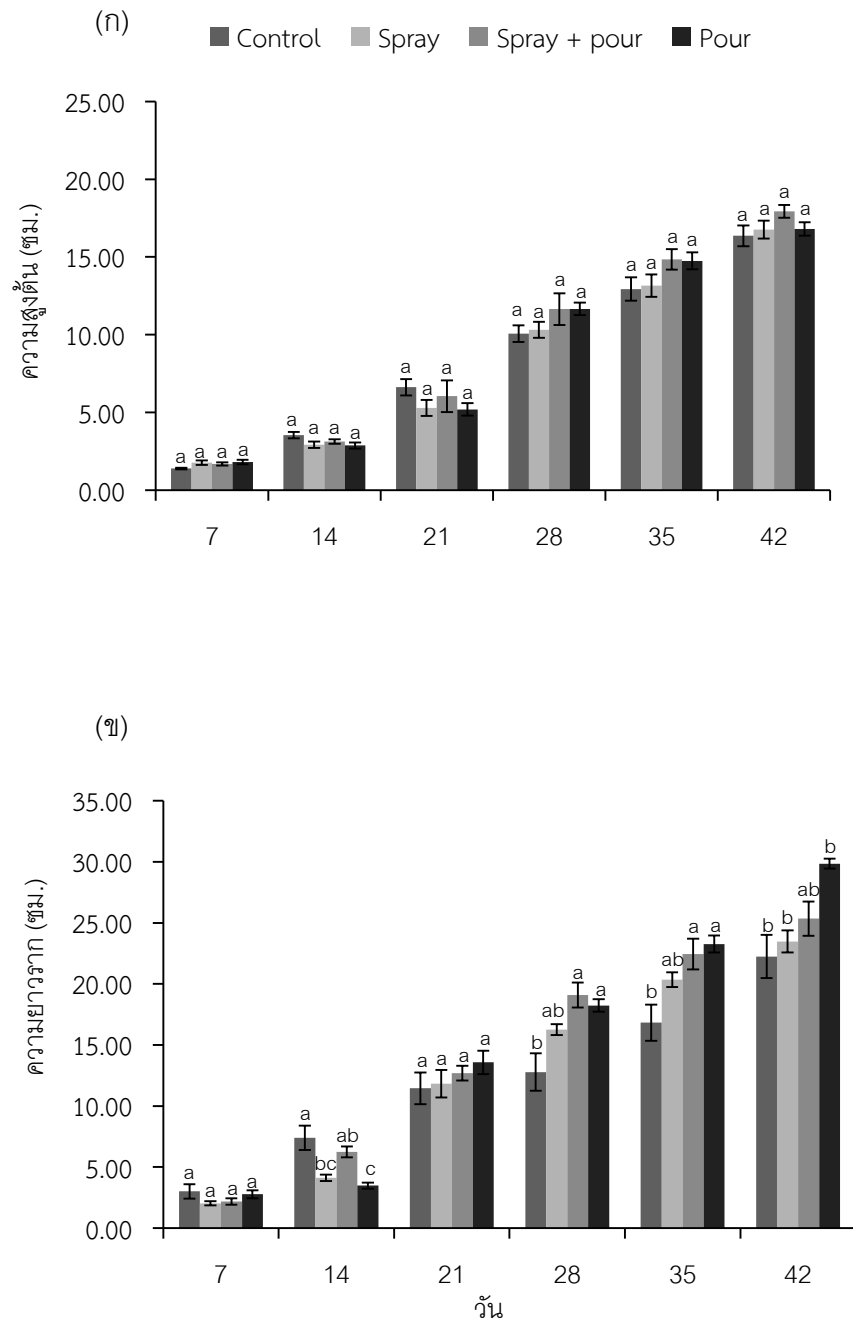 (ก)
Control Spray Spray + pour Pour
25.00
20.00
15.00
10.00
5.00
0.00
ความสูงต้น (ซม.)
a a a a a a a a a a a a a a a a a a a a a a a a
7 14 21 28 35 42
(ข)
35.00
30.00
25.00
20.00
15.00
10.00
5.00
0.00
ความยาวราก (ซม.)
a a a a a bc ab c a a a a b ab a a b ab a a b b ab b
7 14 21 28 35 42
วัน